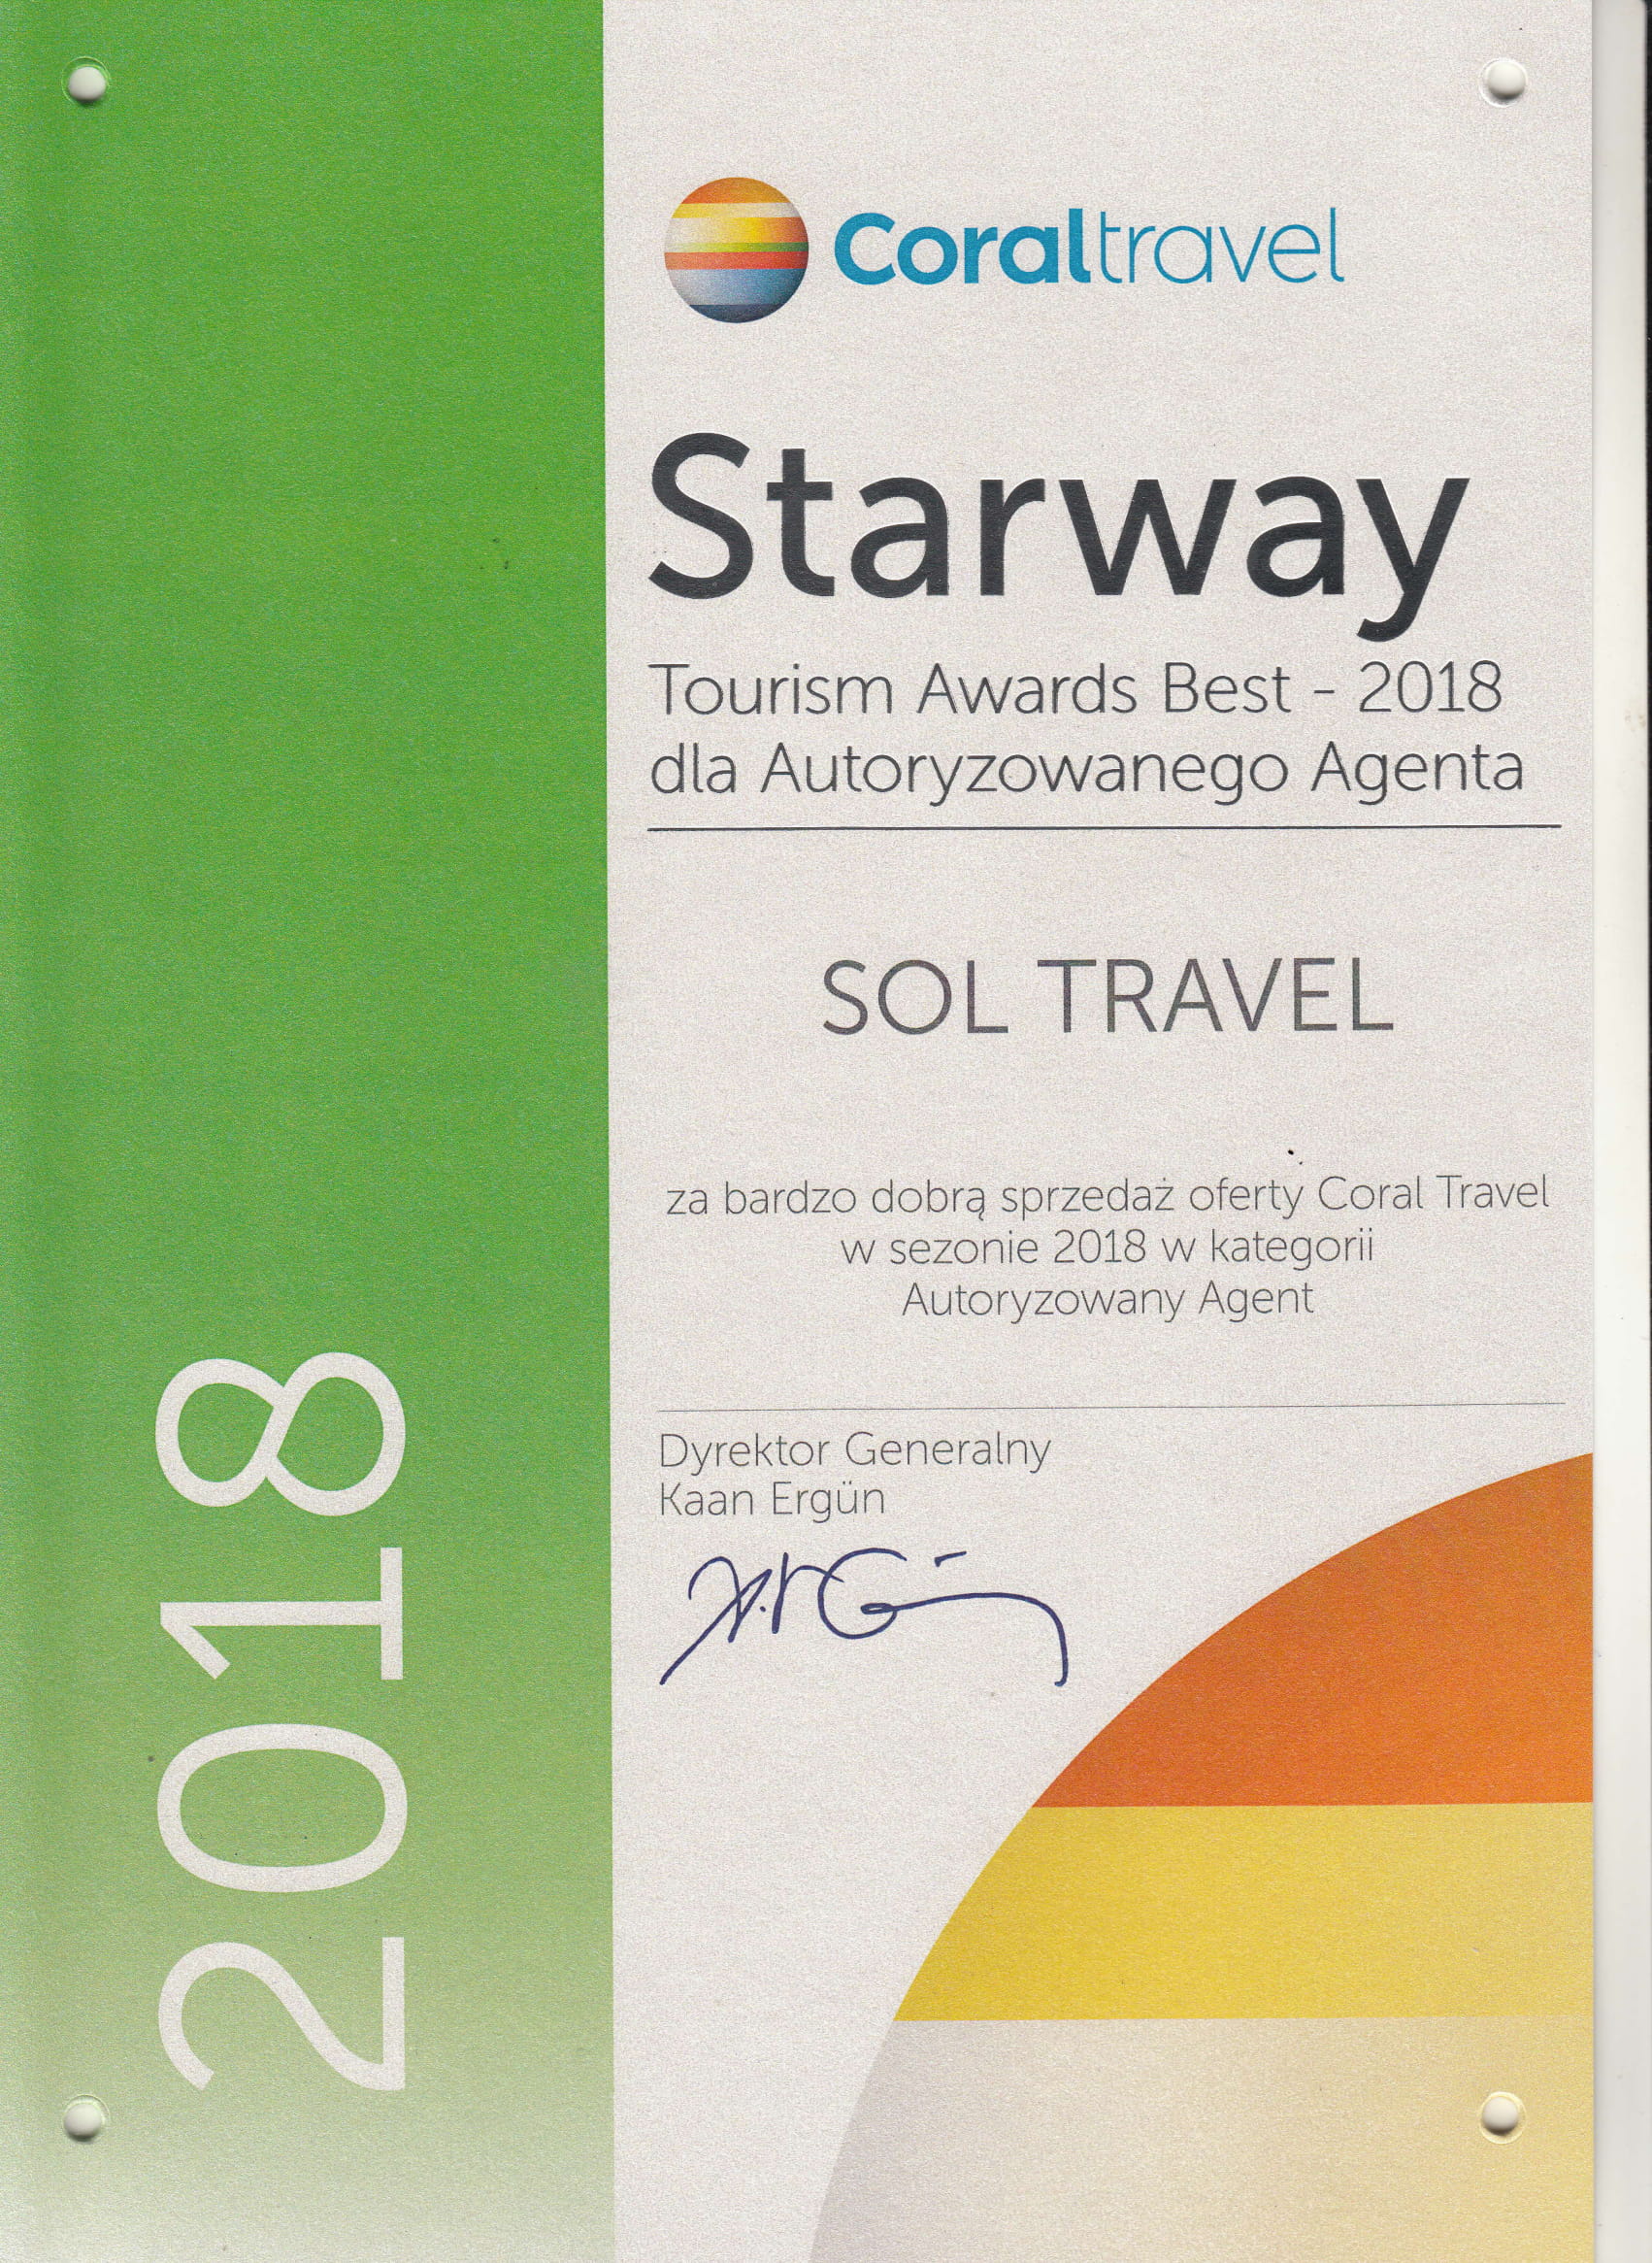 Coraltravel
Starway
Tourism Awards Best - 2018
dla Autoryzowanego Agenta
SOL TRAVEL
za bardzo dobrą sprzedaż oferty Coral Travel
w sezonie 2018 w kategorii
Autoryzowany Agent
Dyrektor Generalny
Kaan Ergün
2018